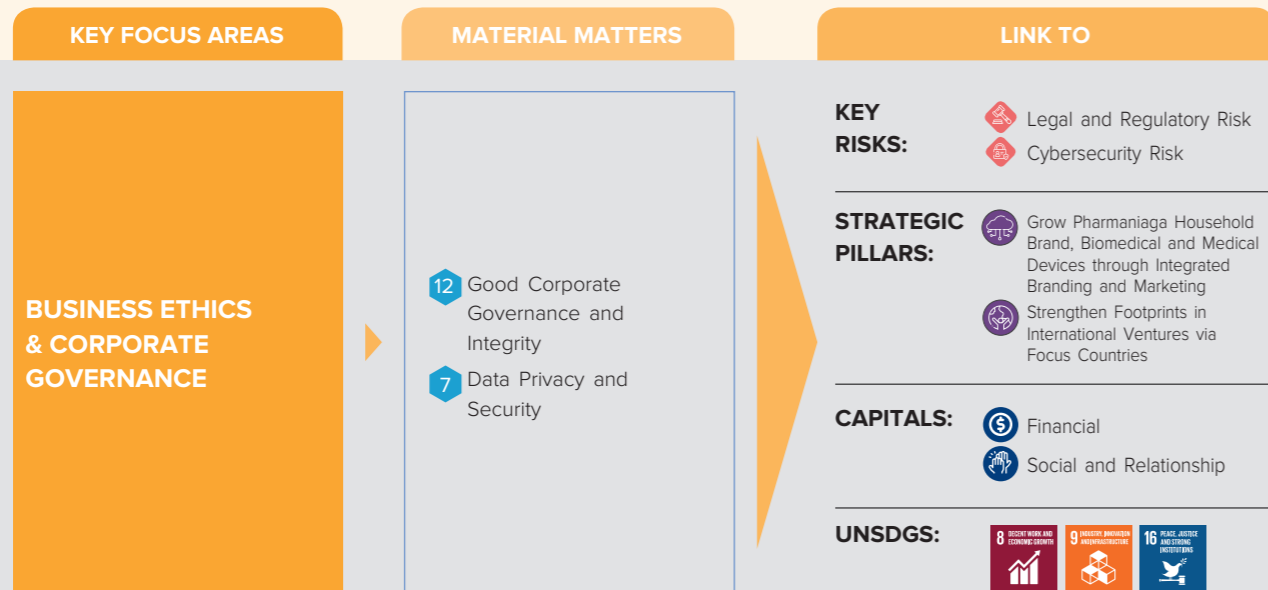 KEY FOCUS AREAS
MATERIAL MATTERS
LINK TO
BUSINESS ETHICS
& CORPORATE
GOVERNANCE
12 Good Corporate
Governance and
Integrity
7 Data Privacy and
Security
KEY
RISKS:
Legal and Regulatory Risk
Cybersecurity Risk
STRATEGIC
PILLARS:
Grow Pharmaniaga Household
Brand, Biomedical and Medical
Devices through Integrated
Branding and Marketing
Strengthen Footprints in
International Ventures via
Focus Countries
CAPITALS:
$
Financial
Social and Relationship
UNSDGS:
8 DECENT WORK AND
ECONOMIC GROWTH
9 INDUSTRY, INNOVATION
AND INFRASTRUCTURE
16 PEACE, JUSTICE
AND STRONG
INSTITUTIONS